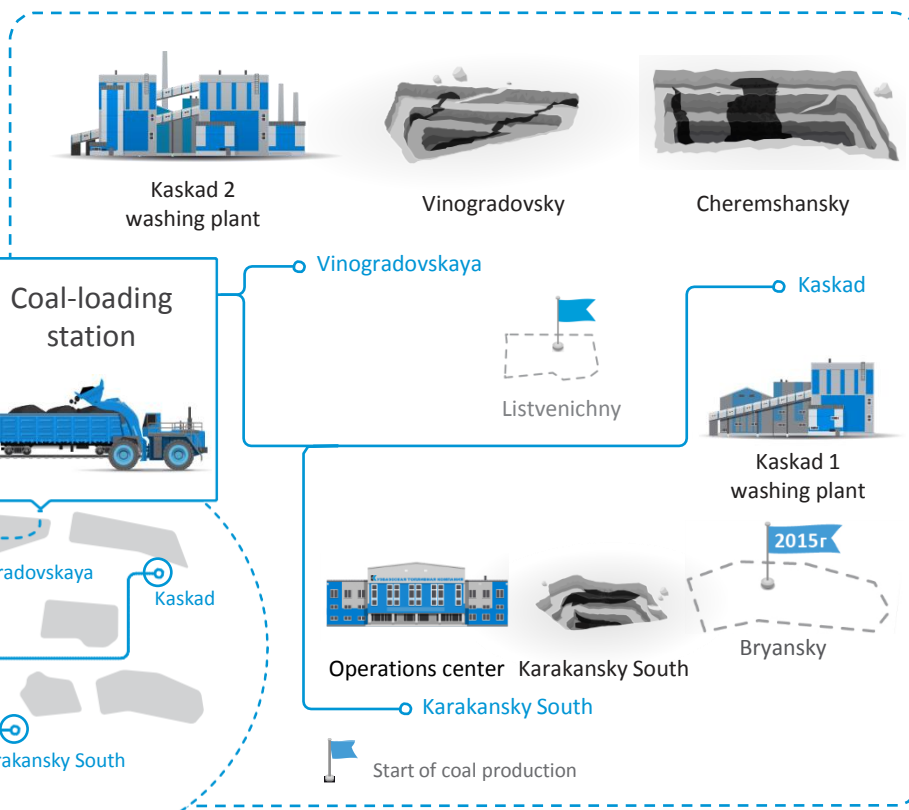 Kaskad 2
washing plant
Vinogradovsky
Cheremshansky
Vinogradovskaya
Kaskad
Coal-loading
station
Listvenichny
Kaskad 1
washing plant
2015г
radovskaya
Kaskad
Bryansky
Operations center
Karakansky South
Karakansky South
rakansky South
Start of coal production